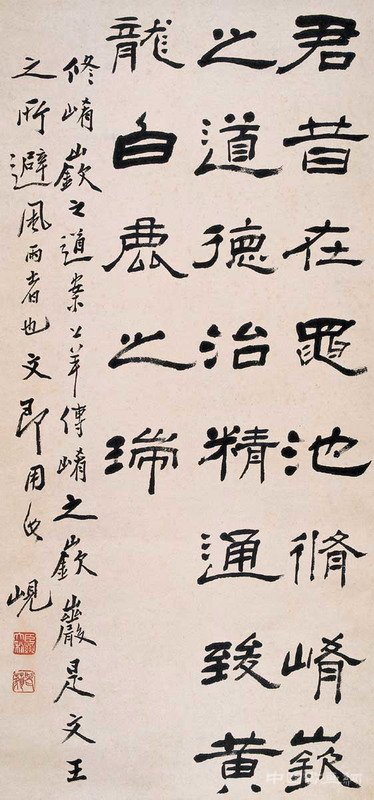 君昔在黽池脩崤嶔
之道德治精通致黃
龍白鹿之瑞
修崤嶔之道案公羊傳崤之嶔巖是文王
之所避風雨者也文即用此 峴